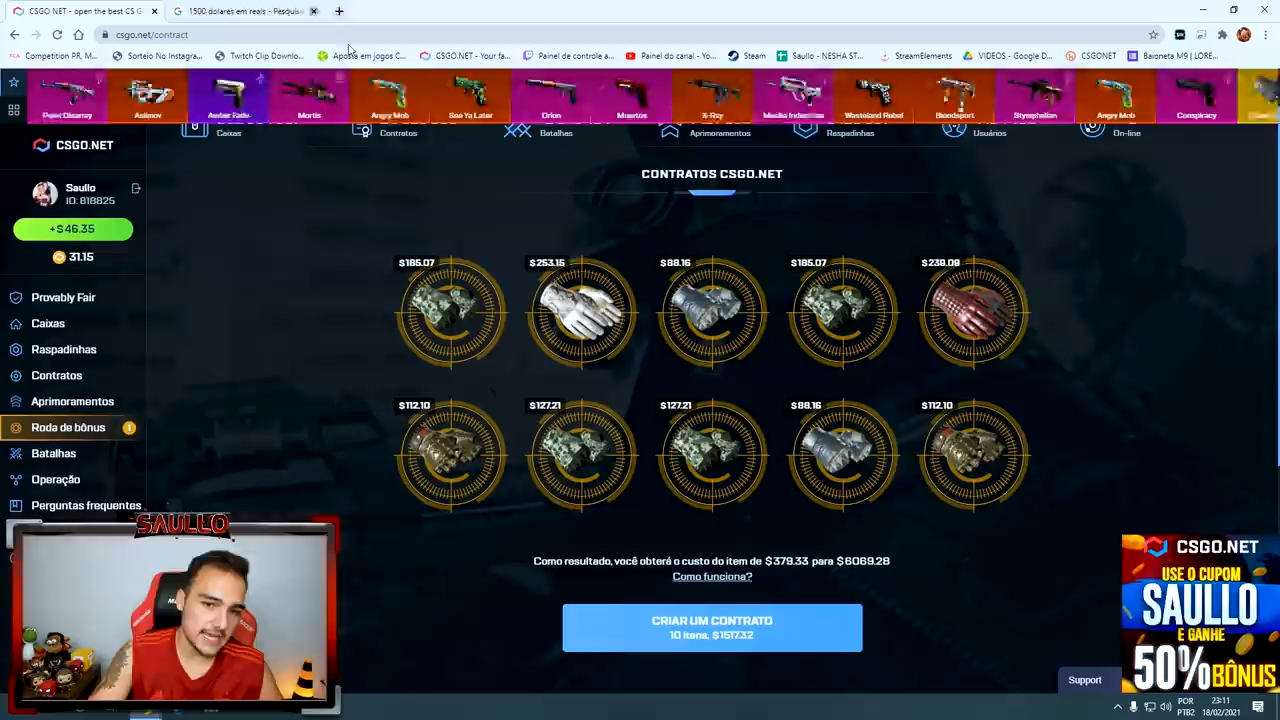 CSGO.NET - open the best CS G
1500 dolares em reais - Pesquis
csgo.net/contract
Competition PR, M...
Sorteio No Instagra...
Twitch Clip Downlo...
Aposta em jogos C...
CSGO.NET - Your fa...
Painel de controle a...
Painel do canal - Yo...
Steam
Saullo - NESHA ST...
StreamElements
VIDEOS - Google D...
CSGONET
Baioneta M9 | LORE...
Asiimov
Mortis
Angry Mob
See Ya Later
Orion
Muertos
X-Ray
Wasteland Rebel
Bloodsport
Stymphalian
Angry Mob
Conspiracy
CSGO.NET
Caixas
Contratos
Batalhas
Aprimoramentos
Raspadinhas
Usuários
On-line
Saullo
ID: 818825
+$46.35
31.15
Provably Fair
Caixas
Raspadinhas
Contratos
Aprimoramentos
Roda de bônus 1
Batalhas
Operação
Perguntas frequentes
CONTRATOS CSGO.NET
$185.07
$253.15
$88.16
$185.07
$239.09
$112.10
$127.21
$127.21
$88.16
$112.10
Como resultado, você obterá o custo do item de $379.33 para $6069.28
Como funciona?
CRIAR UM CONTRATO
10 itens, $1517.32
SAULLO
CSGO.NET
USE O CUPOM
SAULLO
E GANHE
50% BÔNUS
Support
POR
PTB2
23:11
18/02/2021